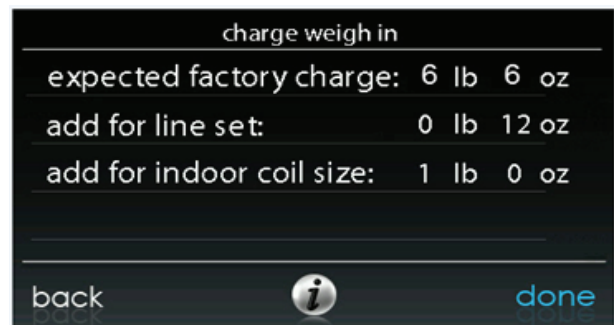 charge weigh in
expected factory charge: 6 lb 6 oz
add for line set: 0 lb 12 oz
add for indoor coil size: 1 lb 0 oz
back i done